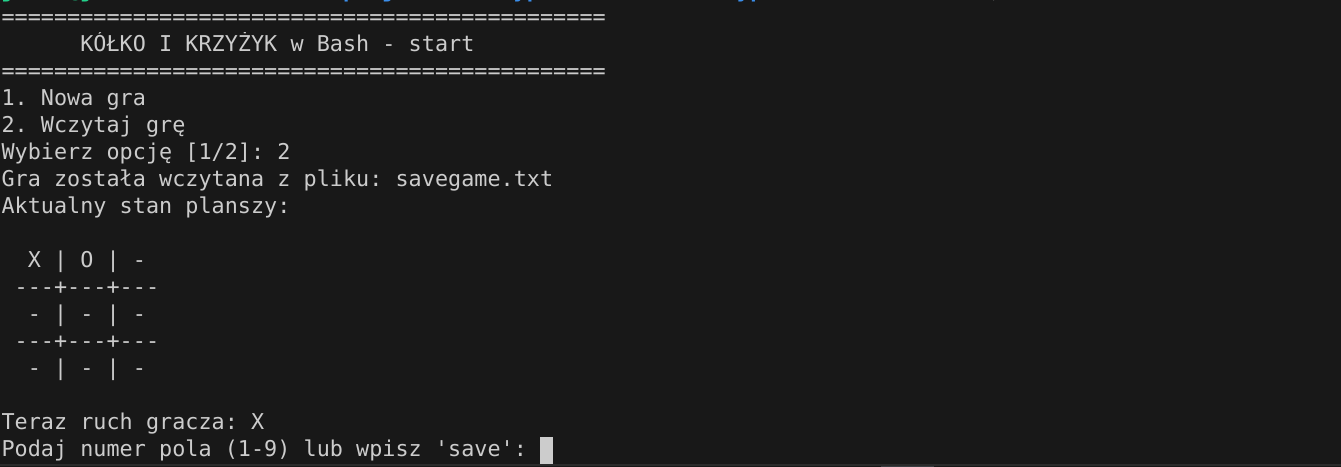 ==============================================
      KÓŁKO I KRZYŻYK w Bash - start
==============================================
1. Nowa gra
2. Wczytaj grę
Wybierz opcję [1/2]: 2
Gra została wczytana z pliku: savegame.txt
Aktualny stan planszy:

  X | O | -
 ---+---+---
  - | - | -
 ---+---+---
  - | - | -

Teraz ruch gracza: X
Podaj numer pola (1-9) lub wpisz 'save':